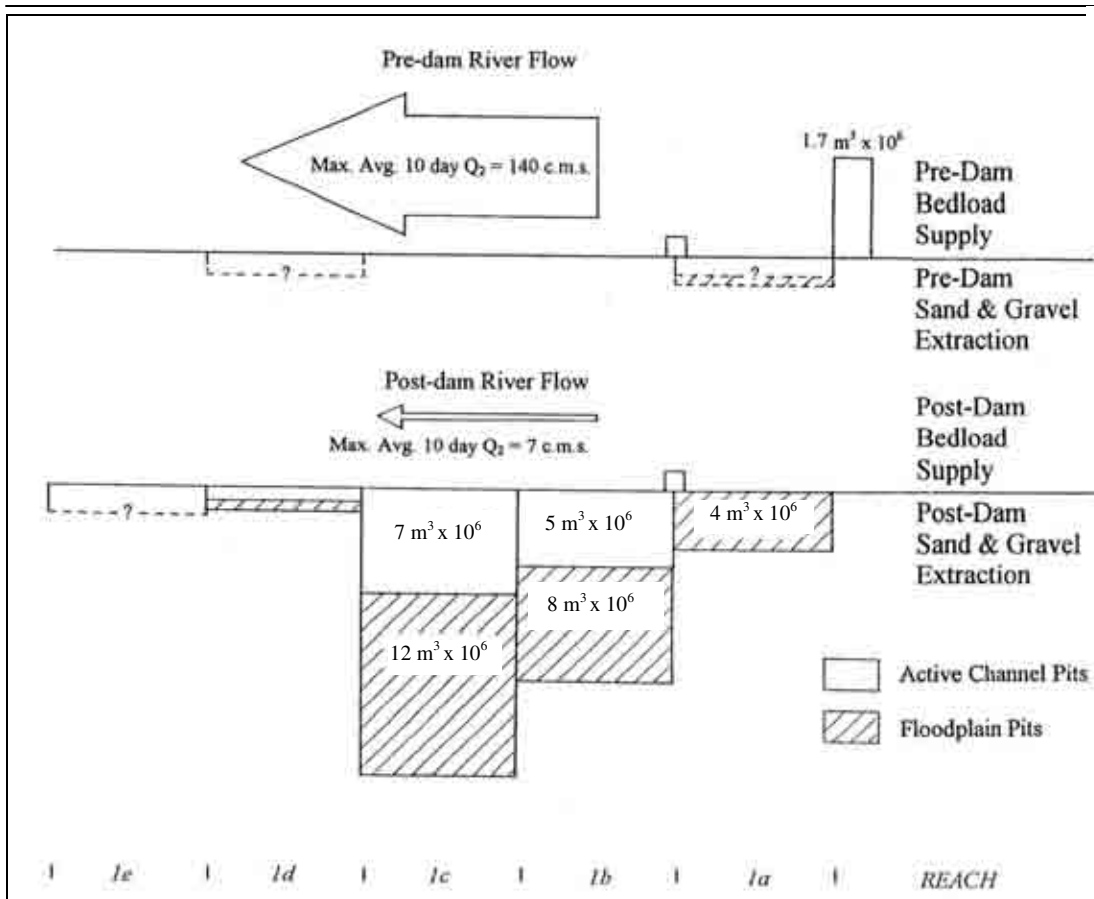 Pre-dam River Flow
Max. Avg. 10 day Q₂ = 140 c.m.s.
1.7 m³ x 10⁶
Pre-Dam
Bedload
Supply
?
?
Pre-Dam
Sand & Gravel
Extraction
Post-dam River Flow
Max. Avg. 10 day Q₂ = 7 c.m.s.
Post-Dam
Bedload
Supply
?
7 m³ x 10⁶
5 m³ x 10⁶
4 m³ x 10⁶
Post-Dam
Sand & Gravel
Extraction
8 m³ x 10⁶
12 m³ x 10⁶
Active Channel Pits
Floodplain Pits
1e 1d 1c 1b 1a REACH